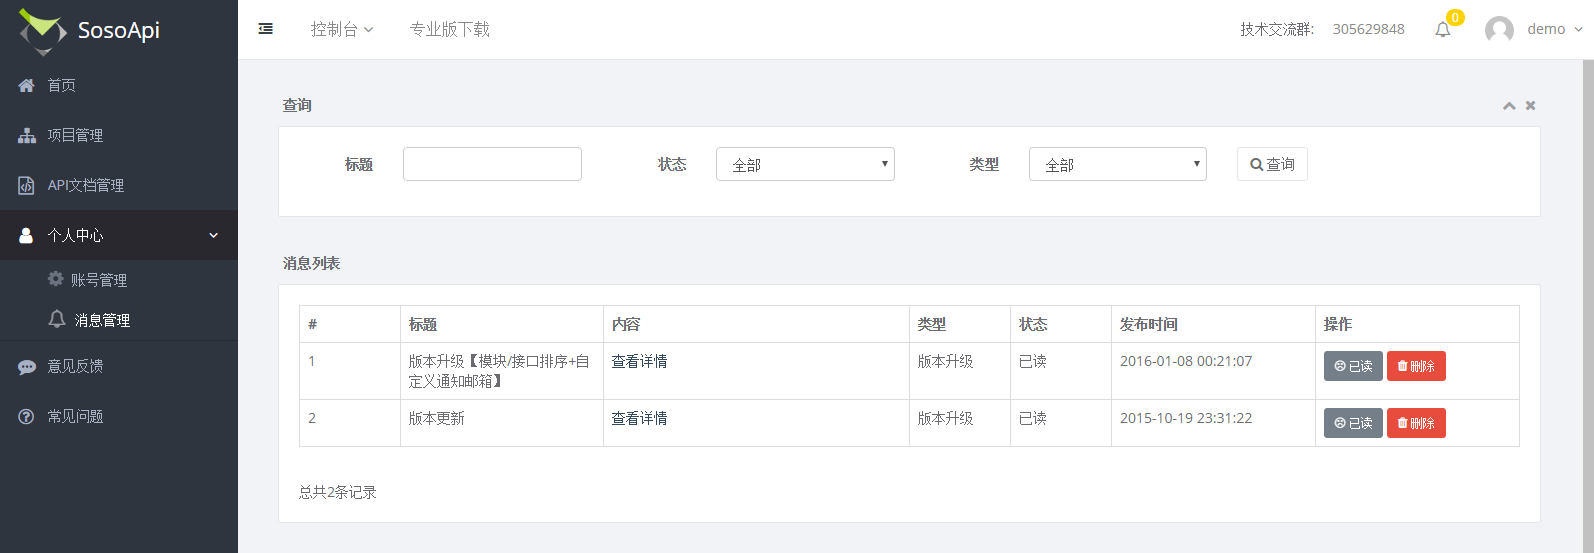 SosoApi
控制台
专业版下载
技术交流群:
305629848
0
demo
首页
项目管理
API文档管理
个人中心
账号管理
消息管理
意见反馈
常见问题
查询
标题
状态 全部
类型 全部
查询
消息列表
# 标题 内容 类型 状态 发布时间 操作
1 版本升级【模块/接口排序+自 查看详情 版本升级 已读 2016-01-08 00:21:07 已读 删除
定义通知邮箱】
2 版本更新 查看详情 版本升级 已读 2015-10-19 23:31:22 已读 删除
总共2条记录